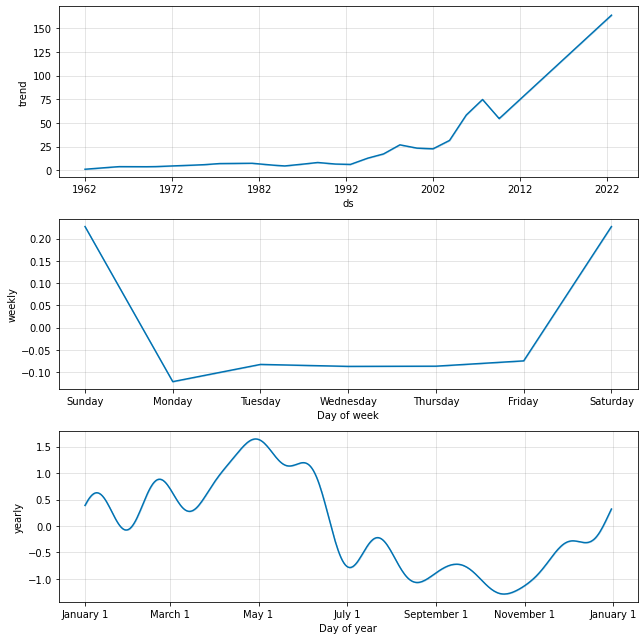 150
125
100
75
50
25
0
trend
1962 1972 1982 1992 2002 2012 2022
ds
0.20
0.15
0.10
0.05
0.00
−0.05
−0.10
weekly
Sunday Monday Tuesday Wednesday Thursday Friday Saturday
Day of week
1.5
1.0
0.5
0.0
−0.5
−1.0
yearly
January 1 March 1 May 1 July 1 September 1 November 1 January 1
Day of year